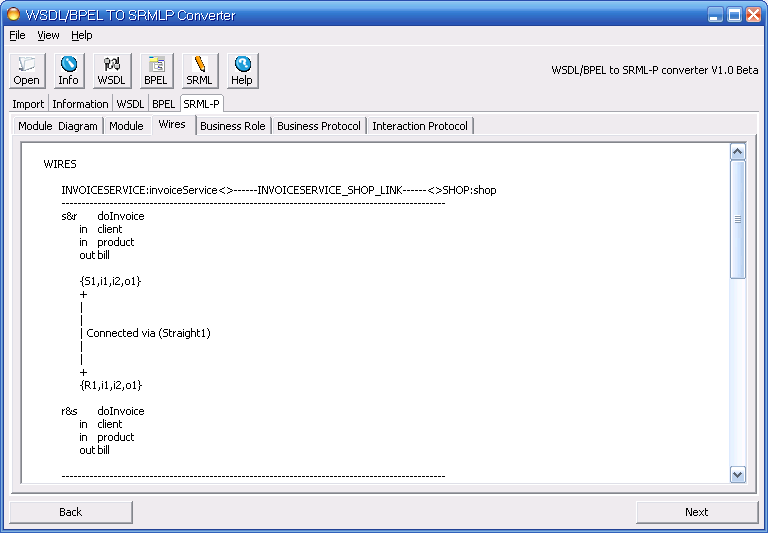 WSDL/BPEL TO SRMLP Converter
File View Help
Open Info WSDL BPEL SRML Help
WSDL/BPEL to SRML-P converter V1.0 Beta
Import Information WSDL BPEL SRML-P
Module Diagram Module Wires Business Role Business Protocol Interaction Protocol
WIRES
INVOICESERVICE:invoiceService<>------INVOICESERVICE_SHOP_LINK------<>SHOP:shop
------------------------------------------------------------------------------------------------
s&r doInvoice
in client
in product
out bill
{S1,i1,i2,o1}
+
|
|
| Connected via (Straight1)
|
|
+
{R1,i1,i2,o1}
r&s doInvoice
in client
in product
out bill
------------------------------------------------------------------------------------------------
Back Next